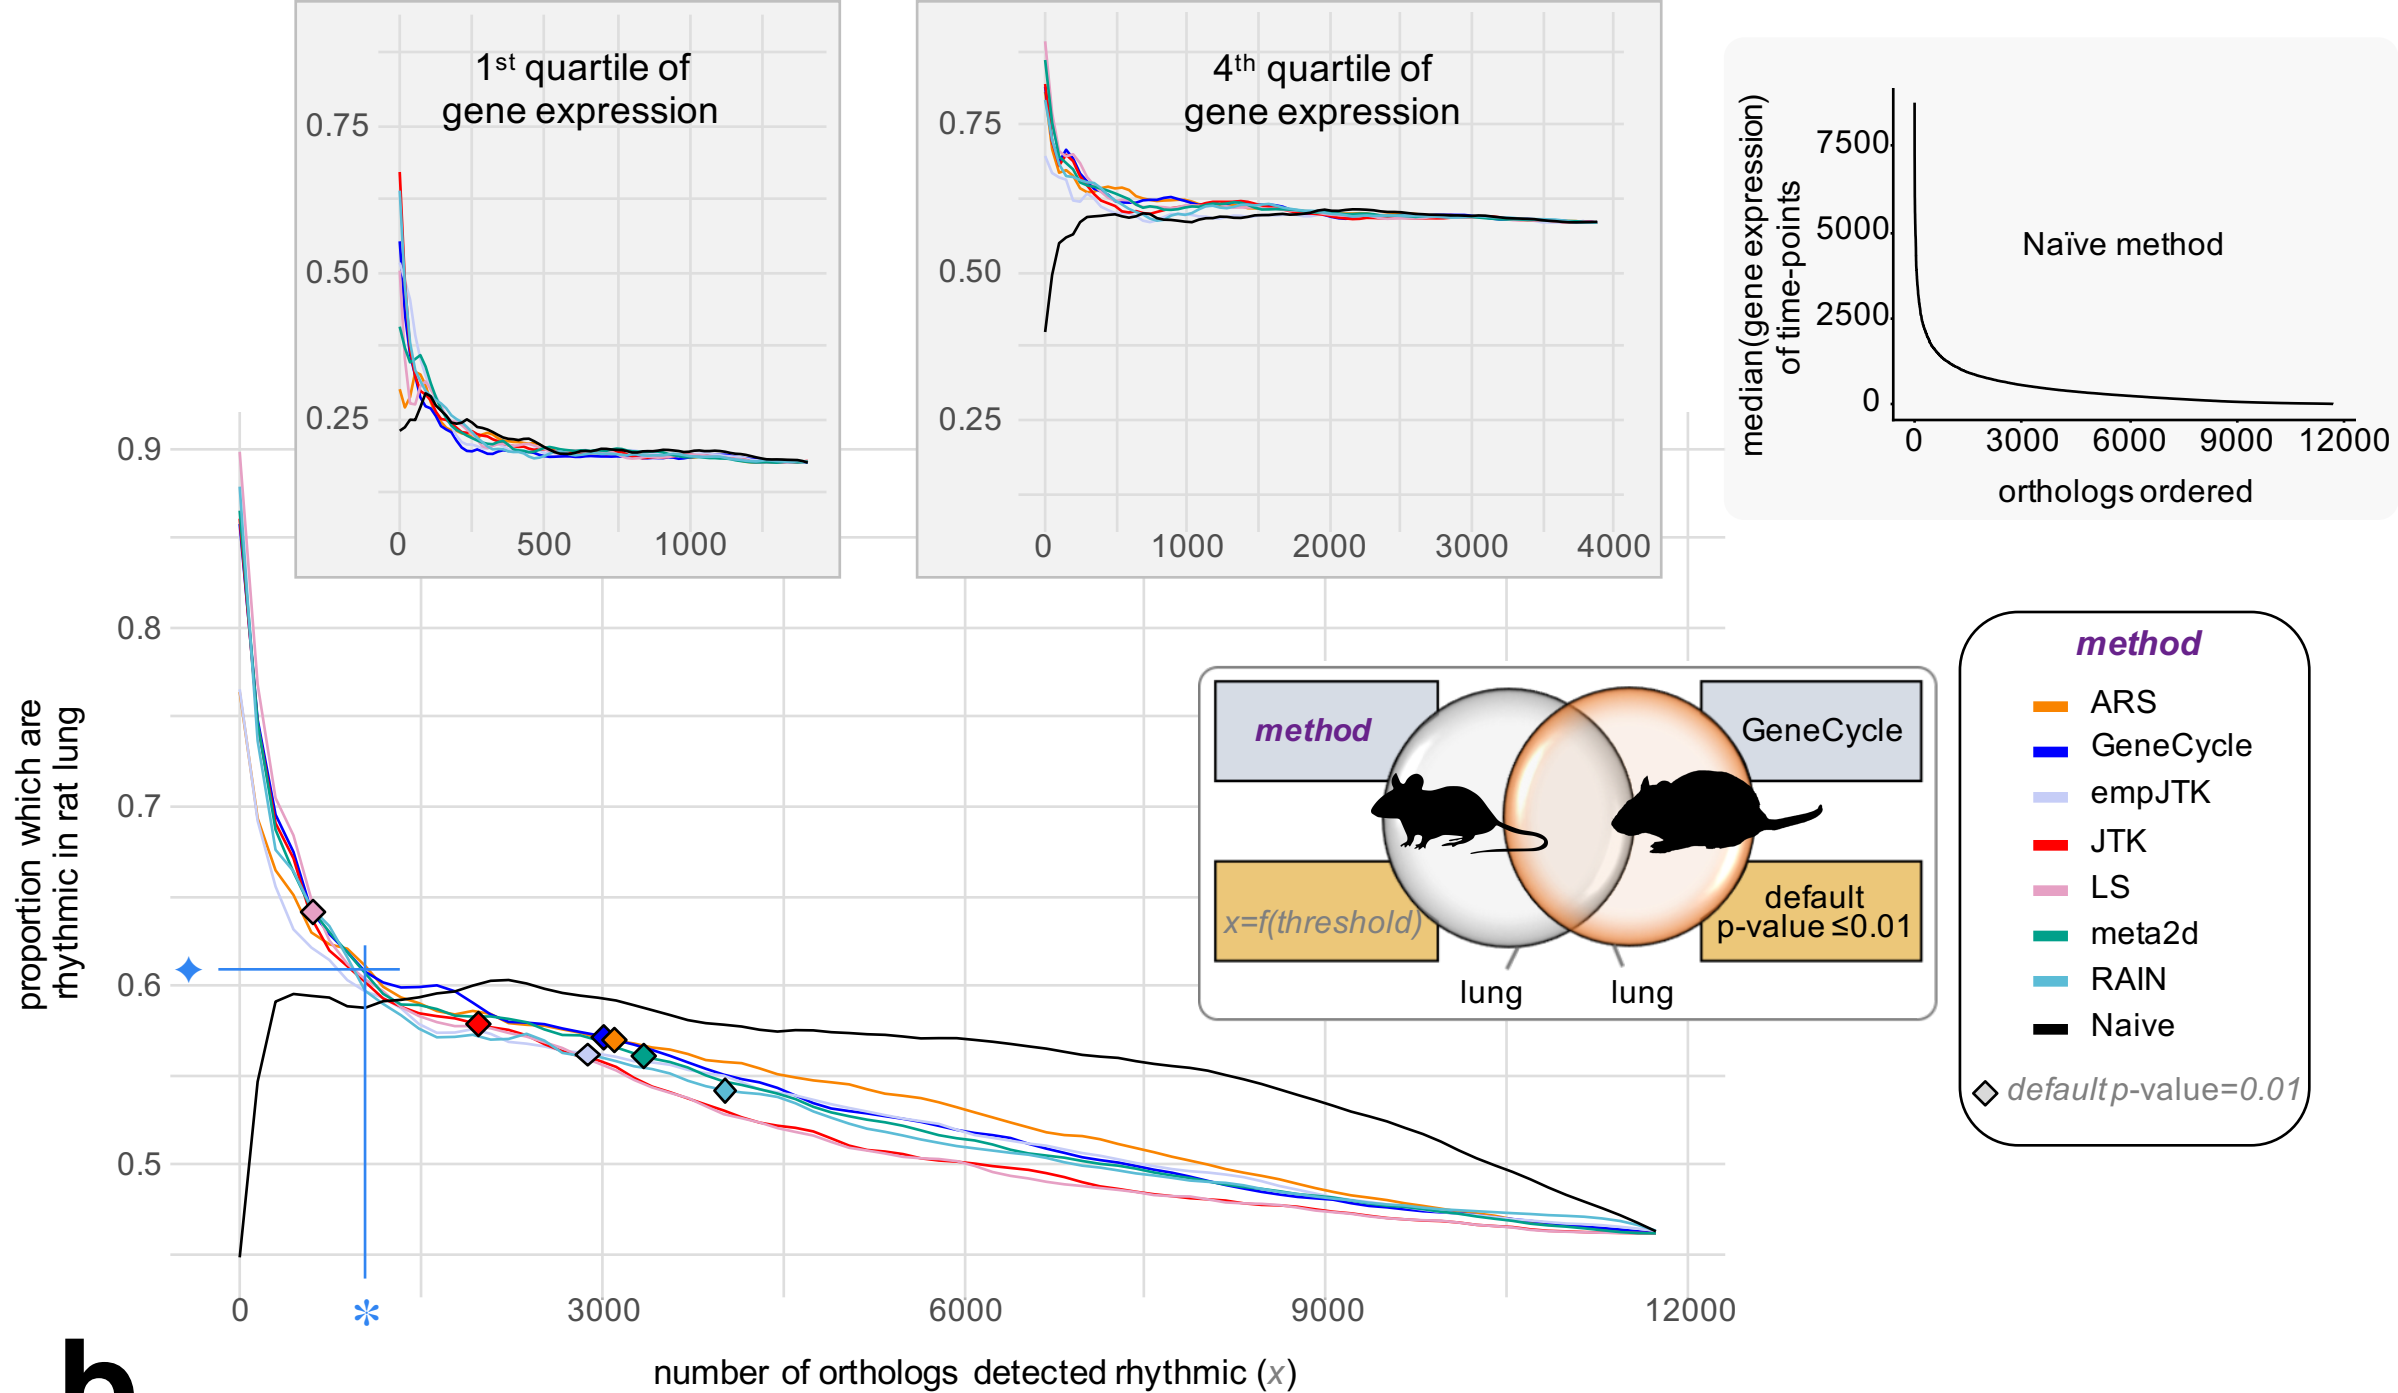 1st quartile of
gene expression
0.75
0.50
0.25
0
500
1000
4th quartile of
gene expression
0.75
0.50
0.25
0
1000
2000
3000
4000
median(gene expression)
of time-points
7500
5000
2500
0
Naïve method
0
3000
6000
9000
12000
orthologs ordered
proportion which are
rhythmic in rat lung
0.9
0.8
0.7
0.6
0.5
✦
0
*
3000
6000
9000
12000
number of orthologs detected rhythmic (x)
method
GeneCycle
x=f(threshold)
default
p-value ≤0.01
lung
lung
method
ARS
GeneCycle
empJTK
JTK
LS
meta2d
RAIN
Naive
default p-value=0.01
b